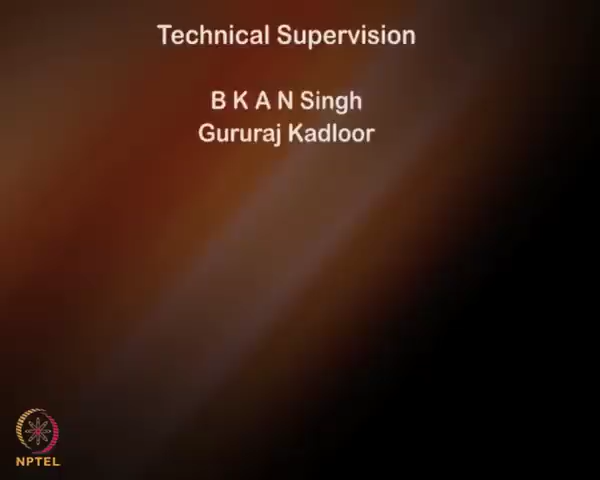 Technical Supervision
B K A N Singh
Gururaj Kadloor
NPTEL